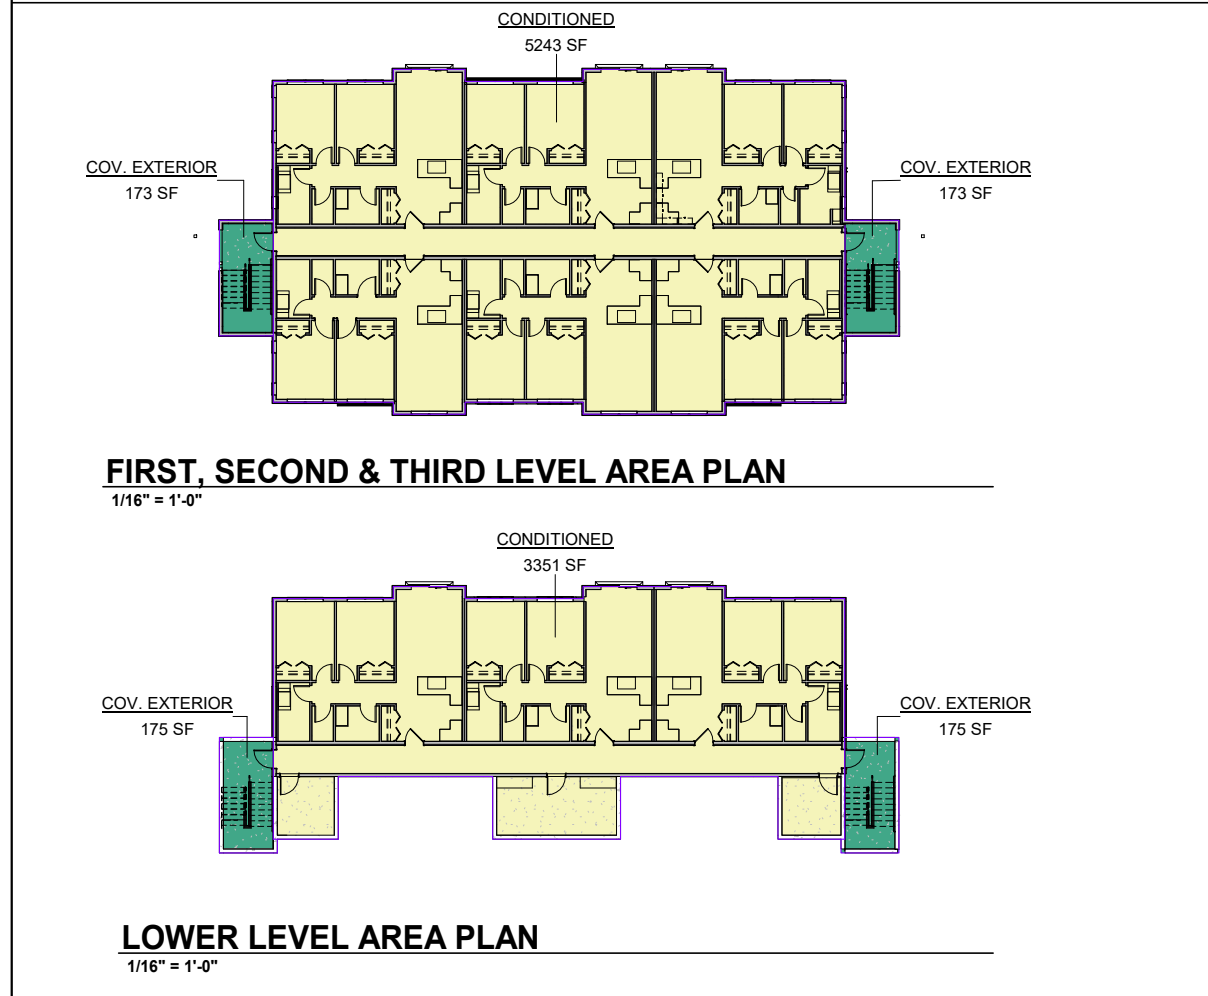 CONDITIONED
5243 SF
COV. EXTERIOR
173 SF
COV. EXTERIOR
173 SF
FIRST, SECOND & THIRD LEVEL AREA PLAN
1/16" = 1'-0"
CONDITIONED
3351 SF
COV. EXTERIOR
175 SF
COV. EXTERIOR
175 SF
LOWER LEVEL AREA PLAN
1/16" = 1'-0"